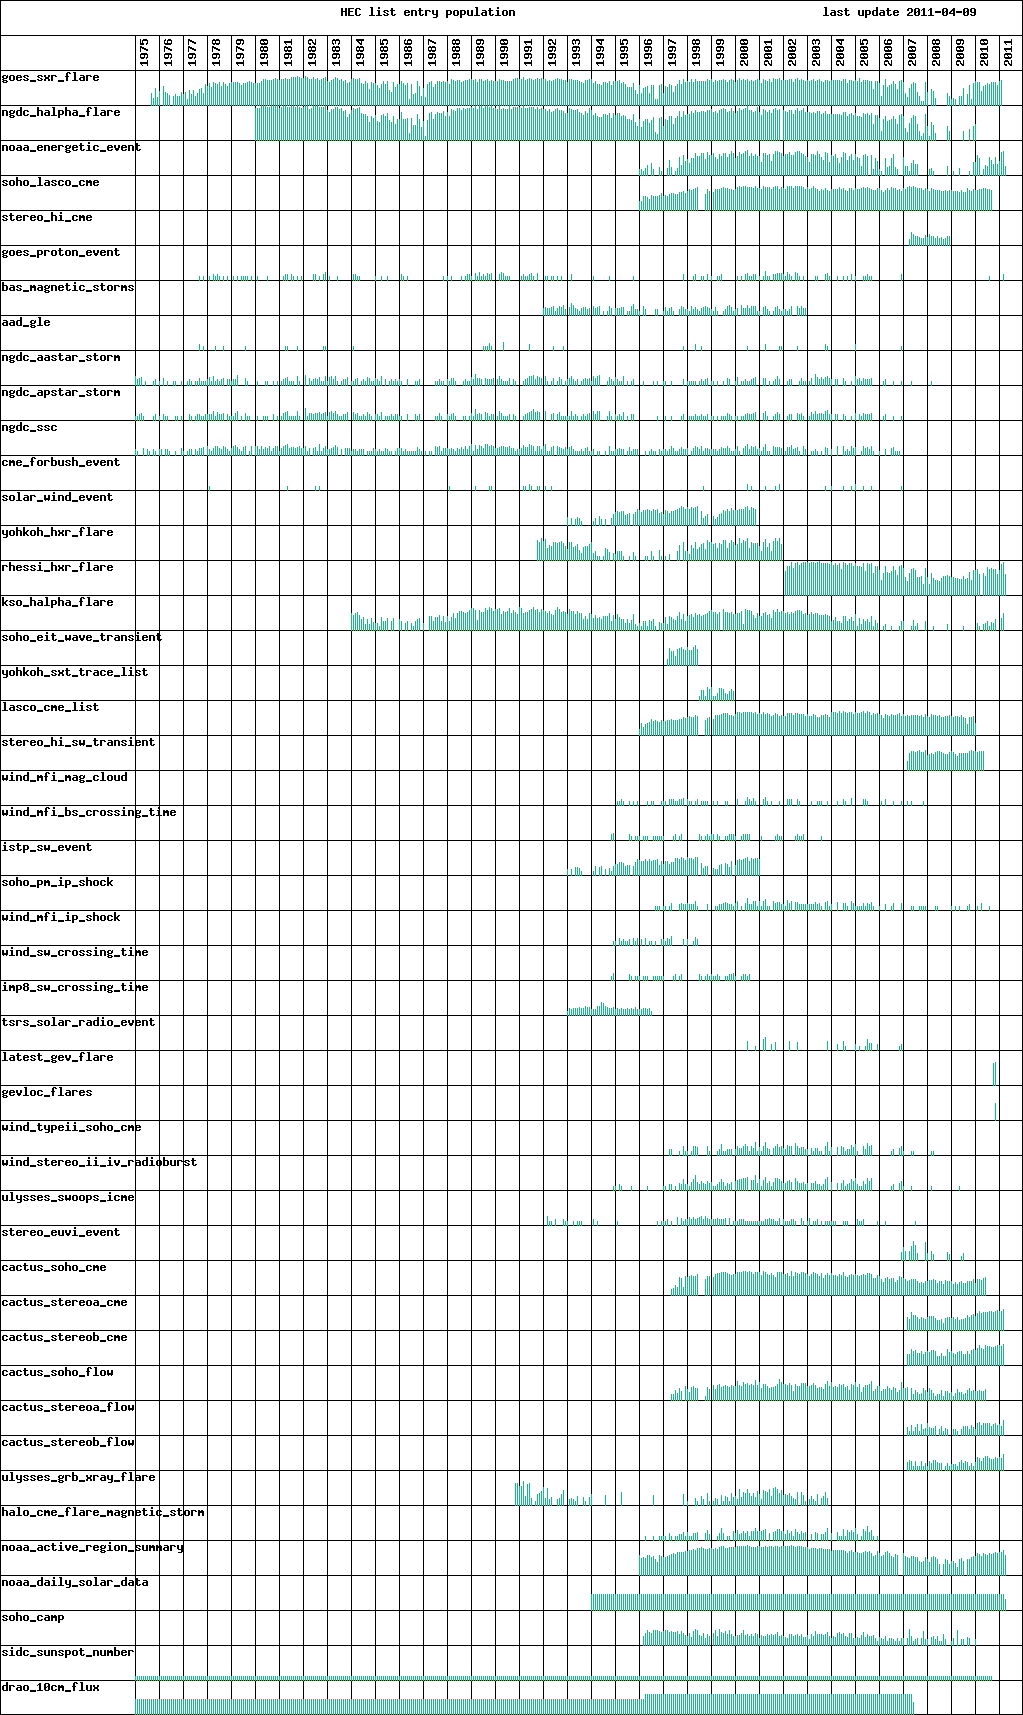 HEC list entry population last update 2011-04-09
1975 1976 1977 1978 1979 1980 1981 1982 1983 1984 1985 1986 1987 1988 1989 1990 1991 1992 1993 1994 1995 1996 1997 1998 1999 2000 2001 2002 2003 2004 2005 2006 2007 2008 2009 2010 2011
goes_sxr_flare
ngdc_halpha_flare
noaa_energetic_event
soho_lasco_cme
stereo_hi_cme
goes_proton_event
bas_magnetic_storms
aad_gle
ngdc_aastar_storm
ngdc_apstar_storm
ngdc_ssc
cme_forbush_event
solar_wind_event
yohkoh_hxr_flare
rhessi_hxr_flare
kso_halpha_flare
soho_eit_wave_transient
yohkoh_sxt_trace_list
lasco_cme_list
stereo_hi_sw_transient
wind_mfi_mag_cloud
wind_mfi_bs_crossing_time
istp_sw_event
soho_pm_ip_shock
wind_mfi_ip_shock
wind_sw_crossing_time
imp8_sw_crossing_time
tsrs_solar_radio_event
latest_gev_flare
gevloc_flares
wind_typeii_soho_cme
wind_stereo_ii_iv_radioburst
ulysses_swoops_icme
stereo_euvi_event
cactus_soho_cme
cactus_stereoa_cme
cactus_stereob_cme
cactus_soho_flow
cactus_stereoa_flow
cactus_stereob_flow
ulysses_grb_xray_flare
halo_cme_flare_magnetic_storm
noaa_active_region_summary
noaa_daily_solar_data
soho_camp
sidc_sunspot_number
drao_10cm_flux